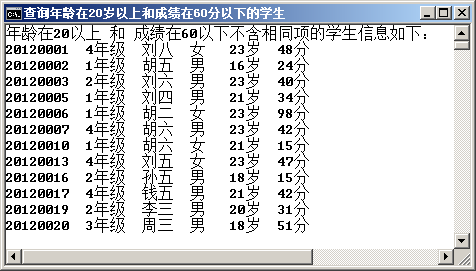 查询年龄在20岁以上和成绩在60分以下的学生
年龄在20以上 和 成绩在60以下不含相同项的学生信息如下：
20120001 4年级 刘八 女 23岁 48分
20120002 1年级 胡五 男 16岁 24分
20120003 2年级 刘六 男 23岁 40分
20120005 1年级 刘四 男 21岁 34分
20120006 1年级 胡二 女 23岁 98分
20120007 4年级 胡六 男 23岁 42分
20120010 1年级 胡六 女 21岁 15分
20120013 4年级 刘五 女 23岁 47分
20120016 2年级 孙五 男 18岁 15分
20120017 4年级 钱五 男 21岁 42分
20120019 2年级 李三 男 20岁 31分
20120020 3年级 周三 男 18岁 51分